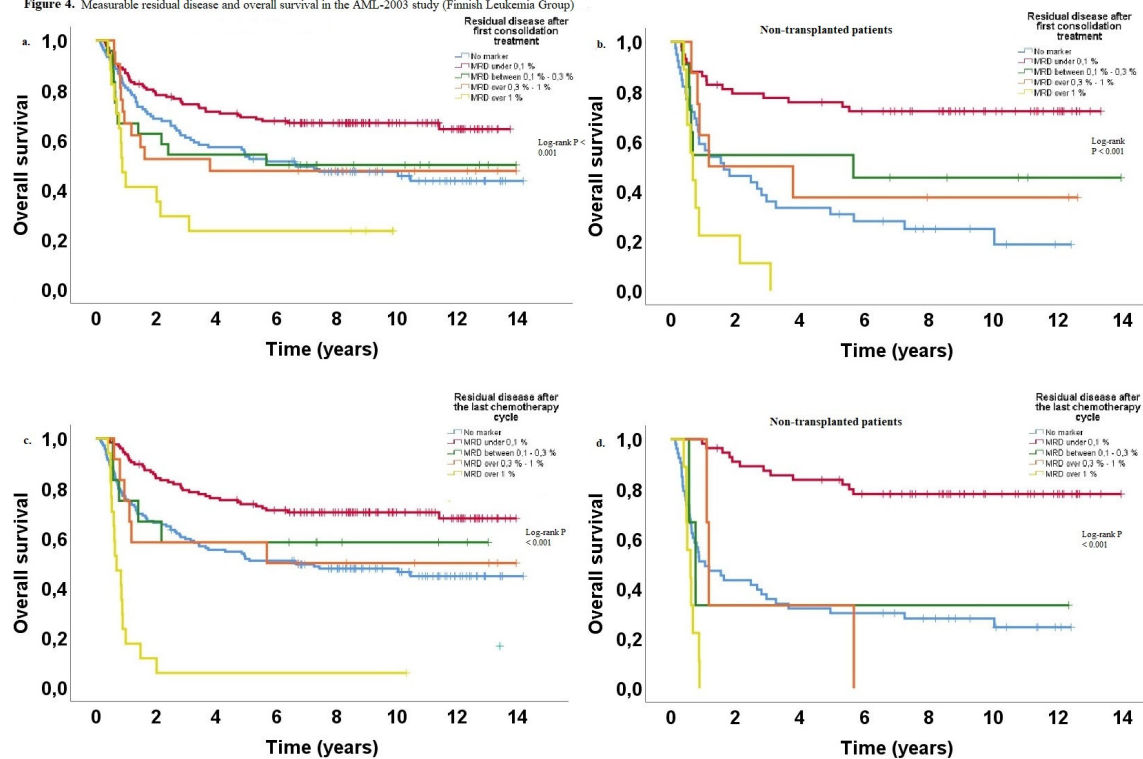 Figure 4. Measurable residual disease and overall survival in the AML-2003 study (Finnish Leukemia Group)
a.
Residual disease after
first consolidation
treatment
No marker
MRD under 0,1 %
MRD between 0,1 % - 0,3 %
MRD over 0,3 % - 1 %
MRD over 1 %
Log-rank P <
0.001
Overall survival
1,0
0,8
0,6
0,4
0,2
0,0
0 2 4 6 8 10 12 14
Time (years)
b.
Non-transplanted patients
Residual disease after
first consolidation
treatment
No marker
MRD under 0,1 %
MRD between 0,1 % - 0,3 %
MRD over 0,3 % - 1 %
MRD over 1 %
Log-rank
P < 0.001
Overall survival
1,0
0,8
0,6
0,4
0,2
0,0
0 2 4 6 8 10 12 14
Time (years)
c.
Residual disease after
the last chemotherapy
cycle
No marker
MRD under 0,1 %
MRD between 0,1 - 0,3 %
MRD over 0,3 % - 1 %
MRD over 1 %
Log-rank P
< 0.001
Overall survival
1,0
0,8
0,6
0,4
0,2
0,0
0 2 4 6 8 10 12 14
Time (years)
d.
Non-transplanted patients
Residual disease after
the last chemotherapy
cycle
No marker
MRD under 0,1 %
MRD between 0,1 - 0,3 %
MRD over 0,3 % - 1 %
MRD over 1 %
Log-rank P
< 0.001
Overall survival
1,0
0,8
0,6
0,4
0,2
0,0
0 2 4 6 8 10 12 14
Time (years)